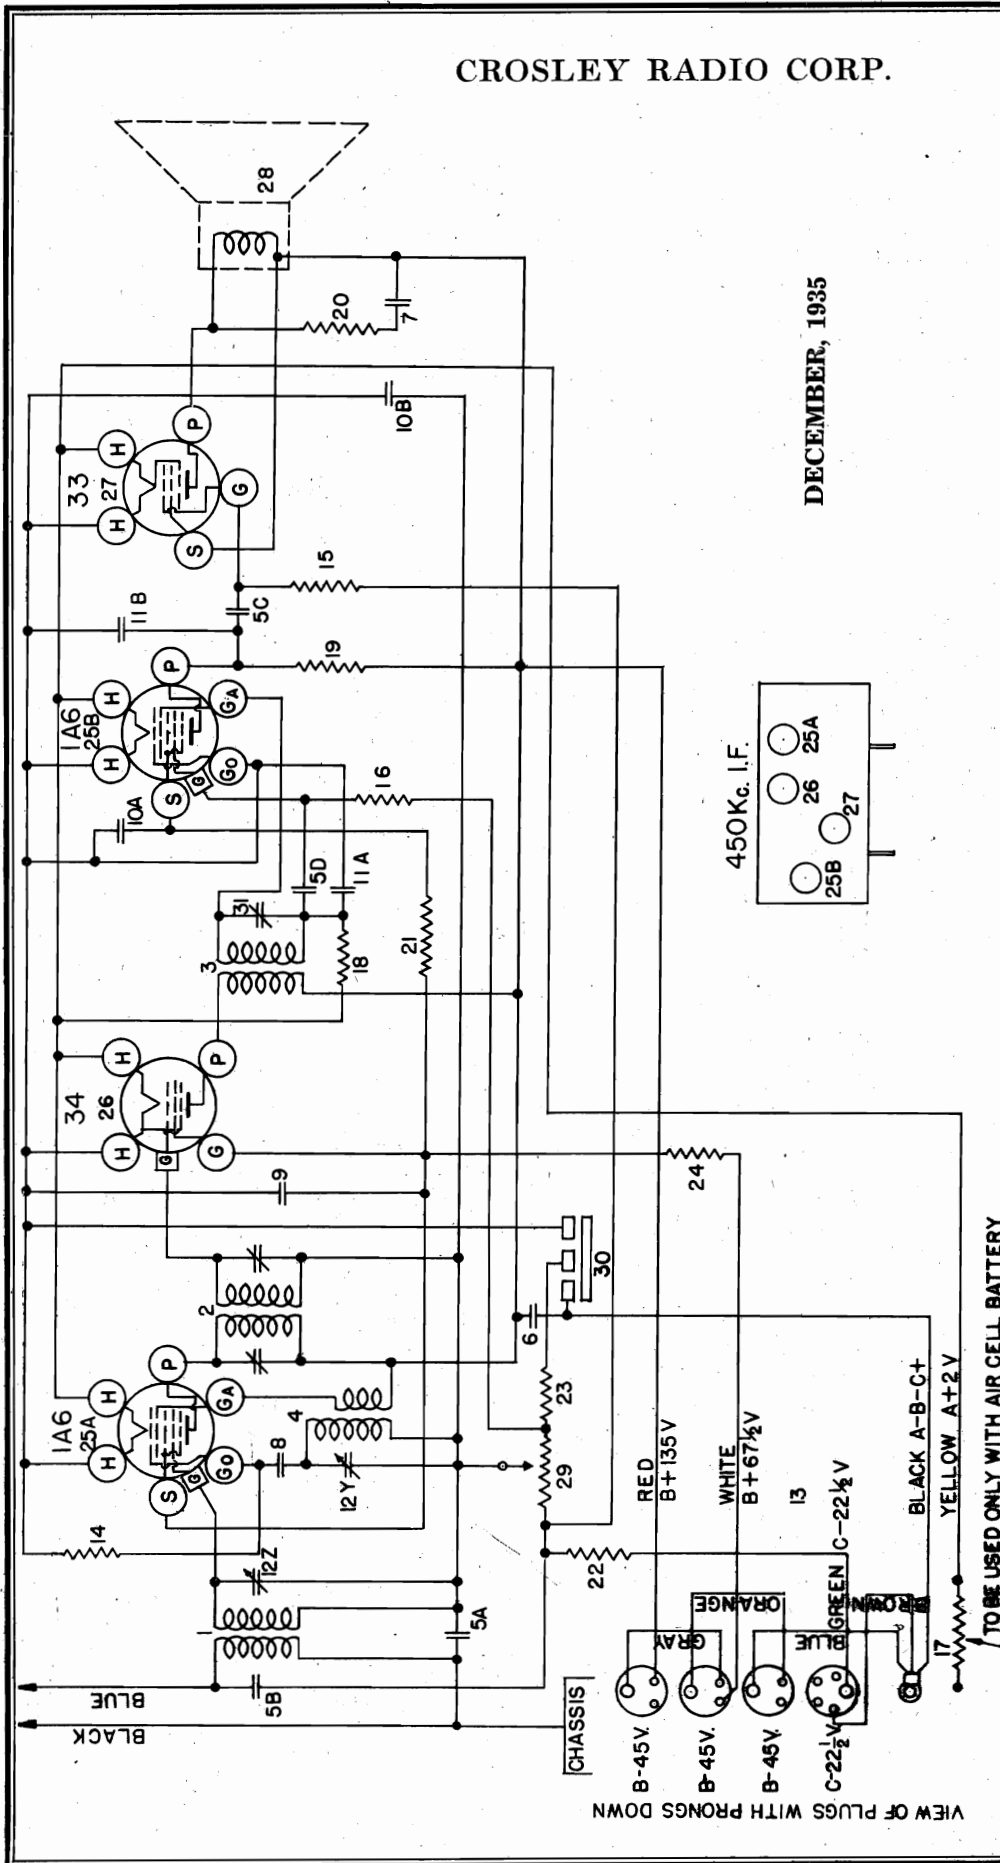 CROSLEY RADIO CORP.
28
20
7
10B
P
H
33
27
H
G
S
DECEMBER, 1935
15
11B
5C
P
19
H
1A6
25B
H
GA
GO
G
S
10A
16
5D
11A
31
3
18
21
450Kc. I.F.
25A
26
27
25B
34
26
H
H
P
G
G
9
24
2
30
6
P
H
1A6
25A
H
GA
GO
G
S
4
8
12Y
23
29
14
12Z
22
1
5A
5B
BLUE
BLACK
RED
B+135V
WHITE
B+67½V
13
GREEN C-22½V
BLACK A-B-C+
YELLOW A+2V
ORANGE
GRAY
BLUE
BROWN
17
TO BE USED ONLY WITH AIR CELL BATTERY
CHASSIS
B-45V.
B-45V.
B-45V.
C-22½V.
VIEW OF PLUGS WITH PRONGS DOWN